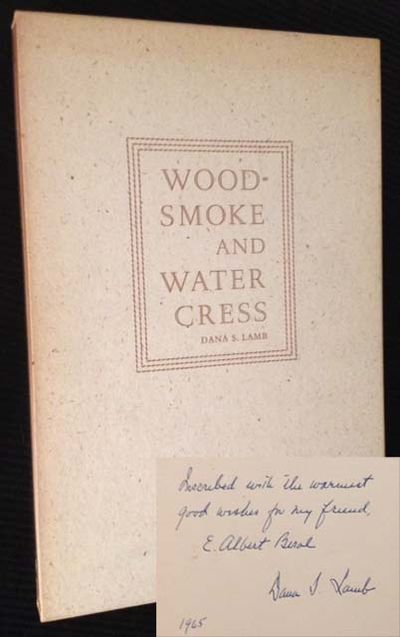 WOOD-
SMOKE
AND
WATER
CRESS
DANA S. LAMB
Inscribed with the warmest
good wishes for my friend,
E. Albert Berol
Dana S. Lamb
1965